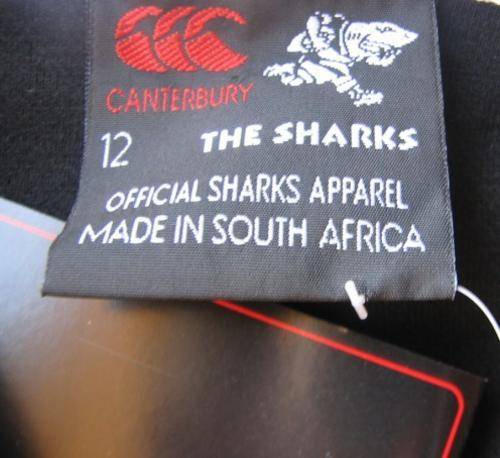 CANTERBURY
12 THE SHARKS
OFFICIAL SHARKS APPAREL
MADE IN SOUTH AFRICA